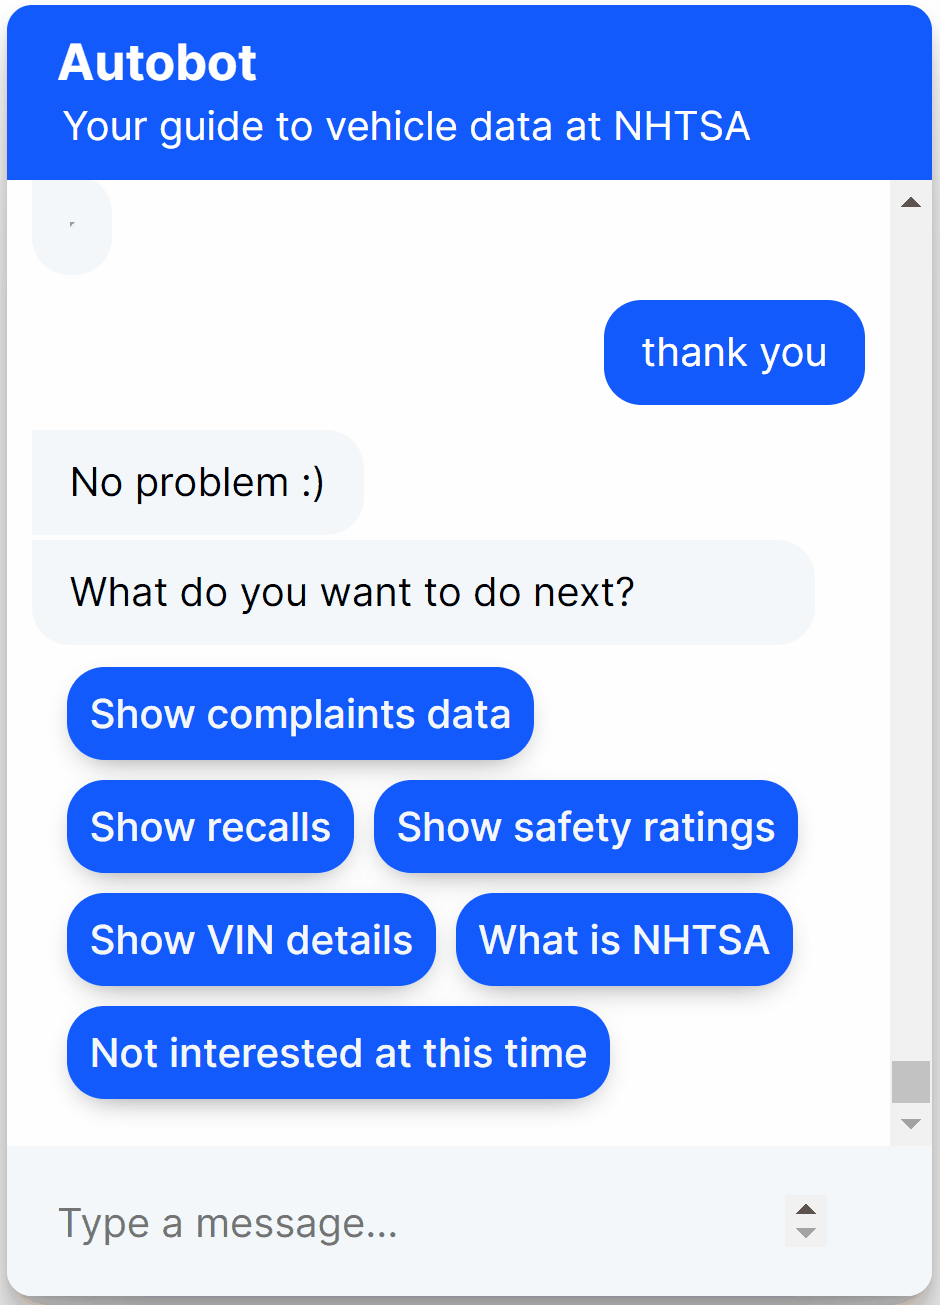 Autobot
Your guide to vehicle data at NHTSA
thank you
No problem :)
What do you want to do next?
Show complaints data
Show recalls
Show safety ratings
Show VIN details
What is NHTSA
Not interested at this time
Type a message...